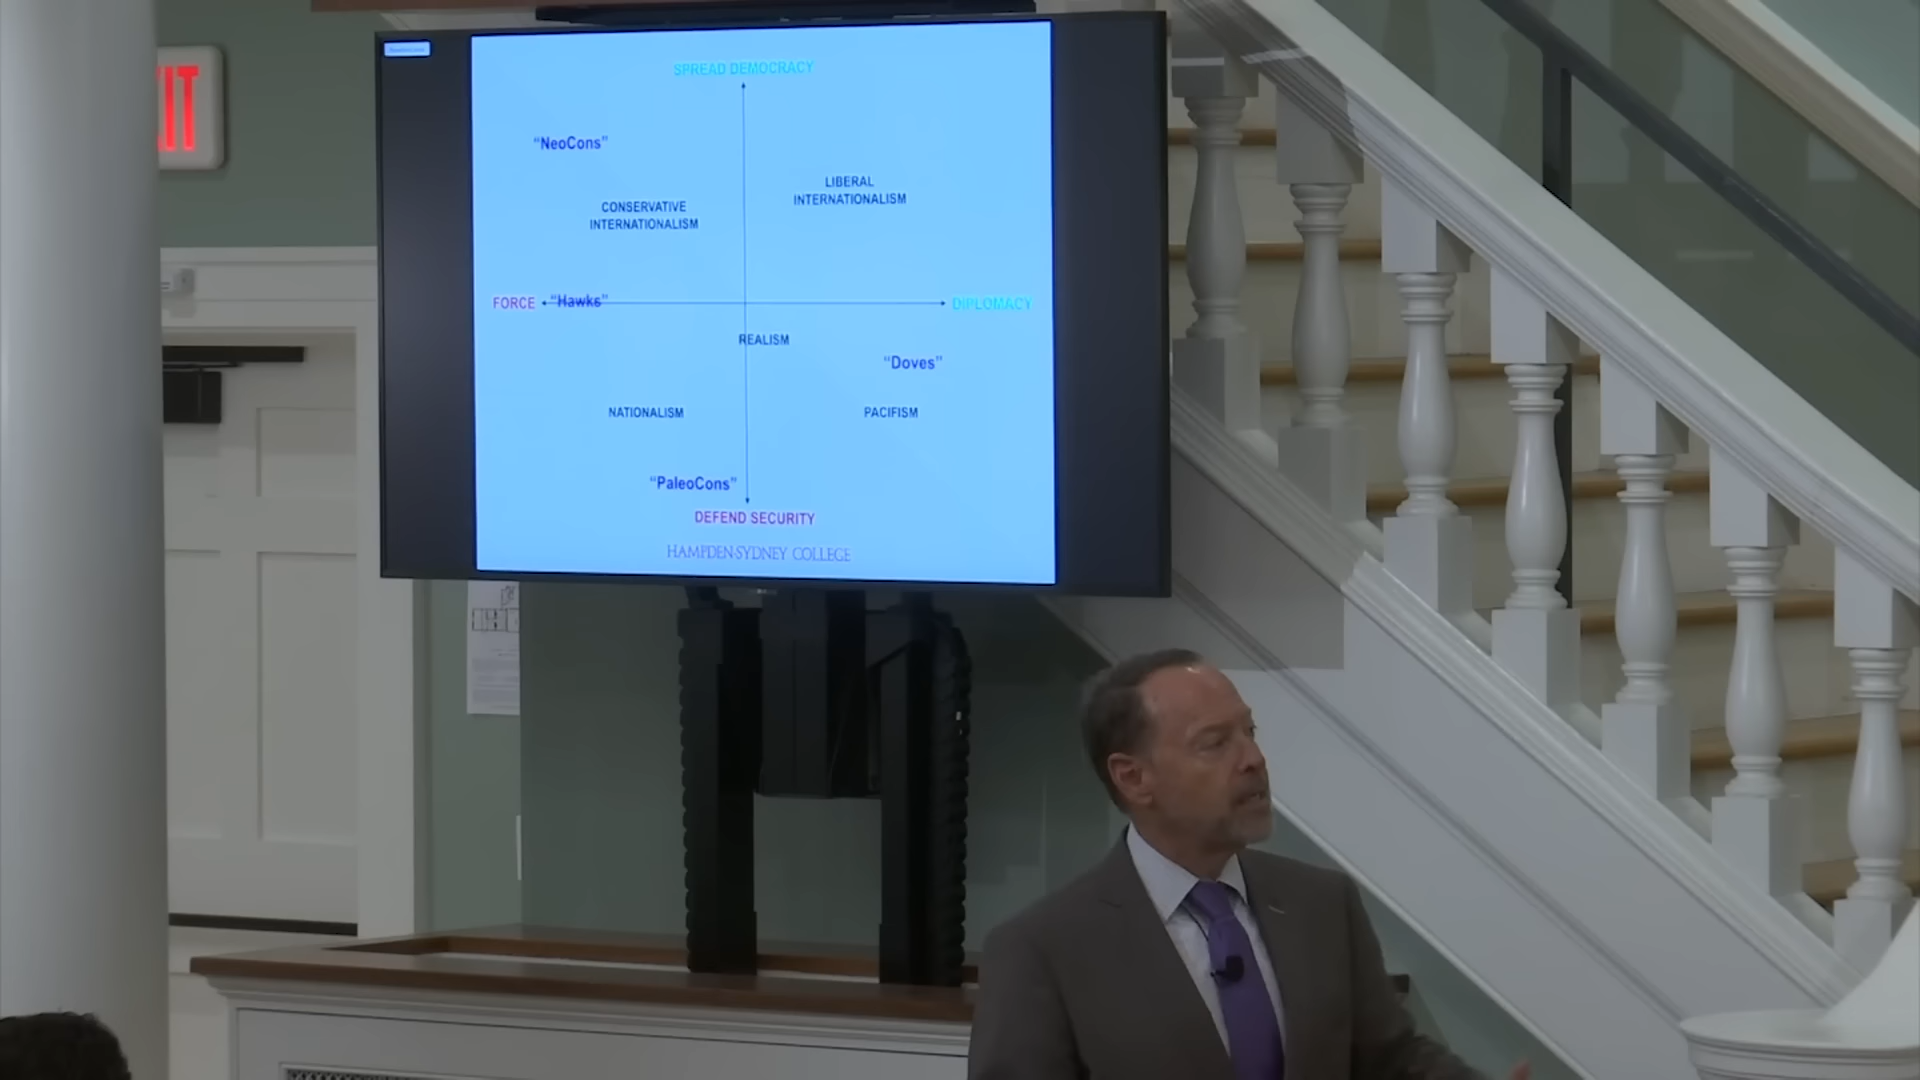 IT
SPREAD DEMOCRACY
"NeoCons"
LIBERAL
INTERNATIONALISM
CONSERVATIVE
INTERNATIONALISM
FORCE
"Hawks"
DIPLOMACY
REALISM
"Doves"
NATIONALISM
PACIFISM
"PaleoCons"
DEFEND SECURITY
HAMPDEN-SYDNEY COLLEGE